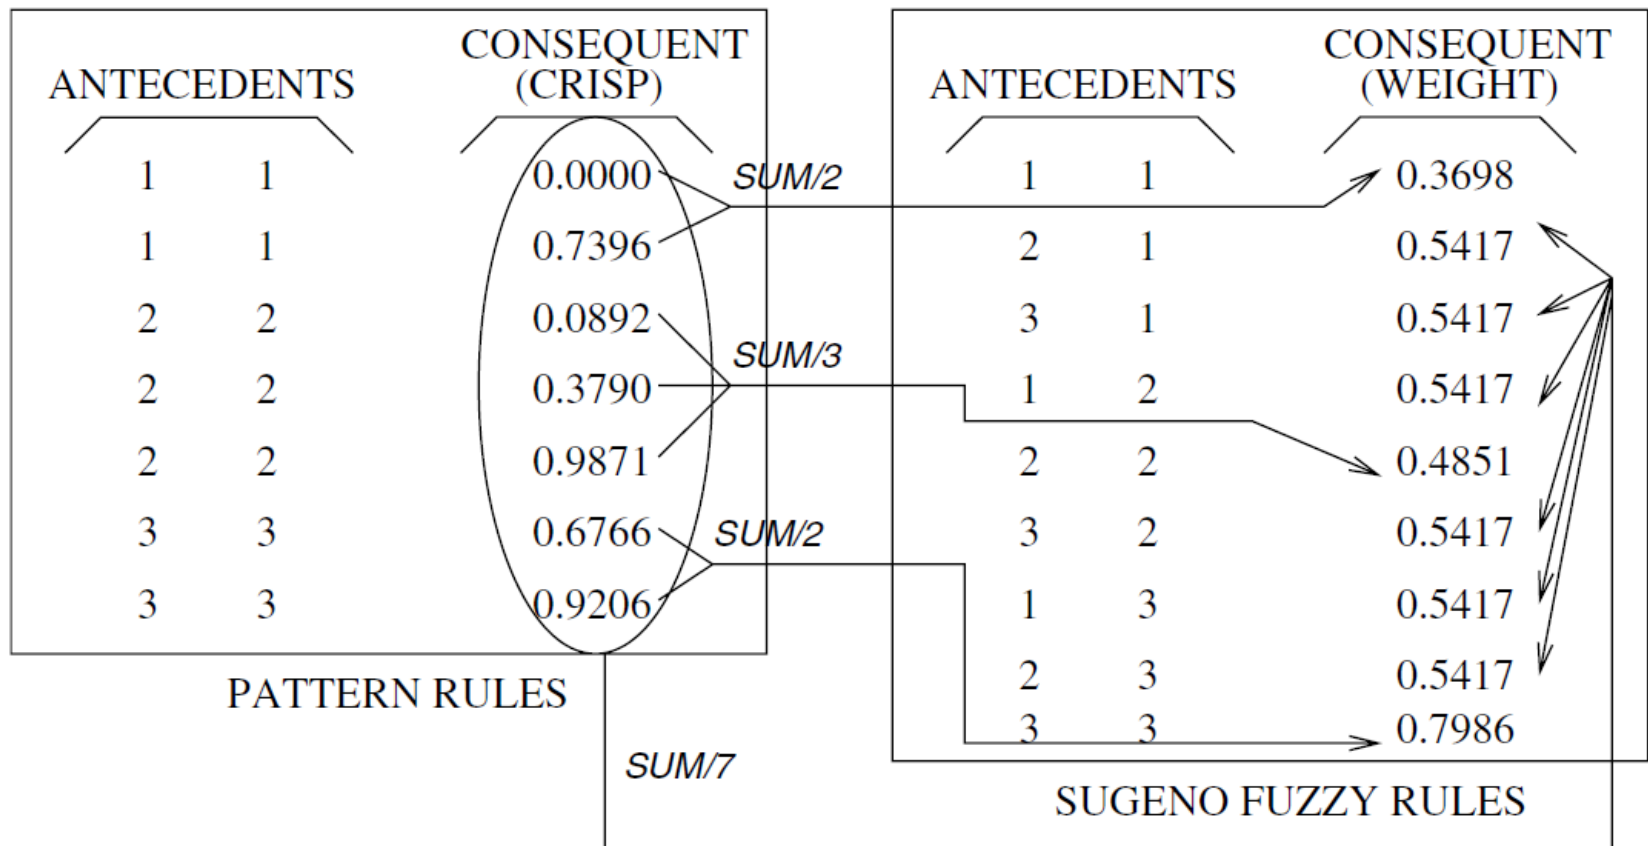 CONSEQUENT CONSEQUENT
ANTECEDENTS (CRISP) ANTECEDENTS (WEIGHT)
1 1 0.0000 SUM/2 1 1 0.3698
1 1 0.7396 2 1 0.5417
2 2 0.0892 3 1 0.5417
SUM/3
2 2 0.3790 1 2 0.5417
2 2 0.9871 2 2 0.4851
3 3 0.6766 SUM/2 3 2 0.5417
3 3 0.9206 1 3 0.5417
PATTERN RULES 2 3 0.5417
3 3 0.7986
SUM/7
SUGENO FUZZY RULES